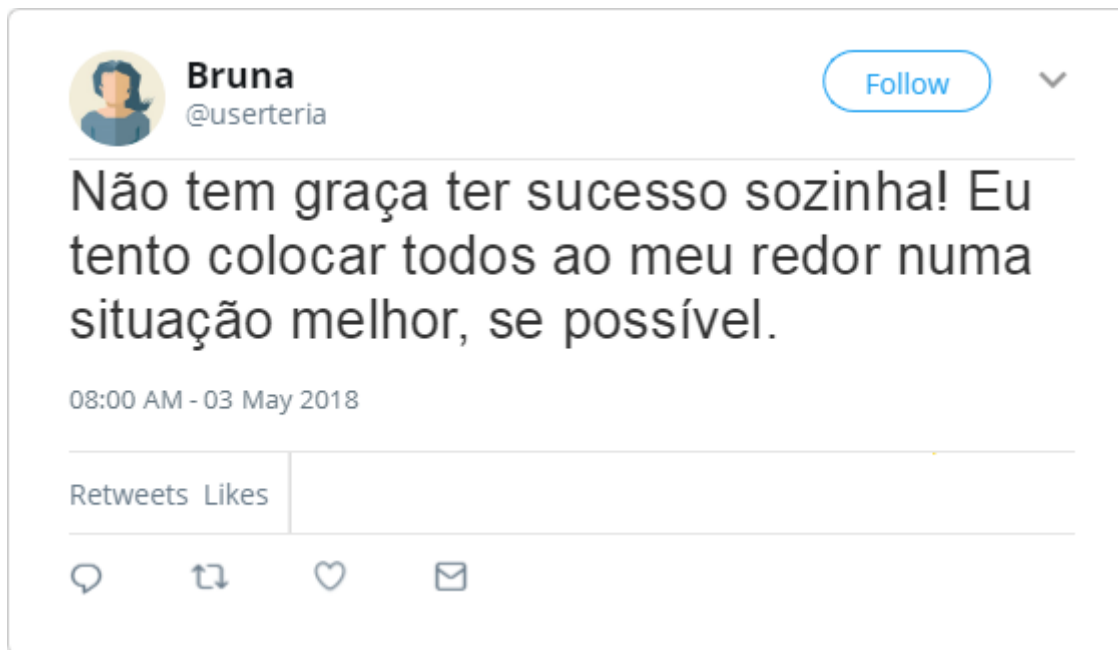 Bruna
@userteria
Follow
Não tem graça ter sucesso sozinha! Eu
tento colocar todos ao meu redor numa
situação melhor, se possível.
08:00 AM - 03 May 2018
Retweets Likes